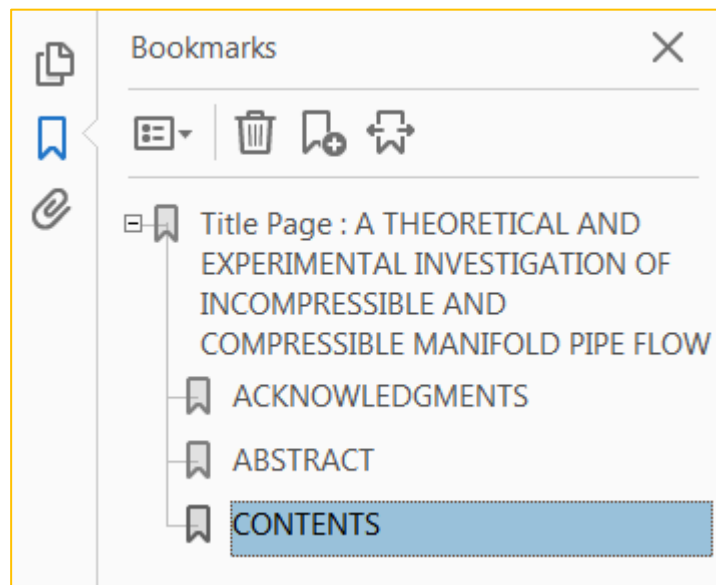 Bookmarks
Title Page : A THEORETICAL AND
EXPERIMENTAL INVESTIGATION OF
INCOMPRESSIBLE AND
COMPRESSIBLE MANIFOLD PIPE FLOW
ACKNOWLEDGMENTS
ABSTRACT
CONTENTS